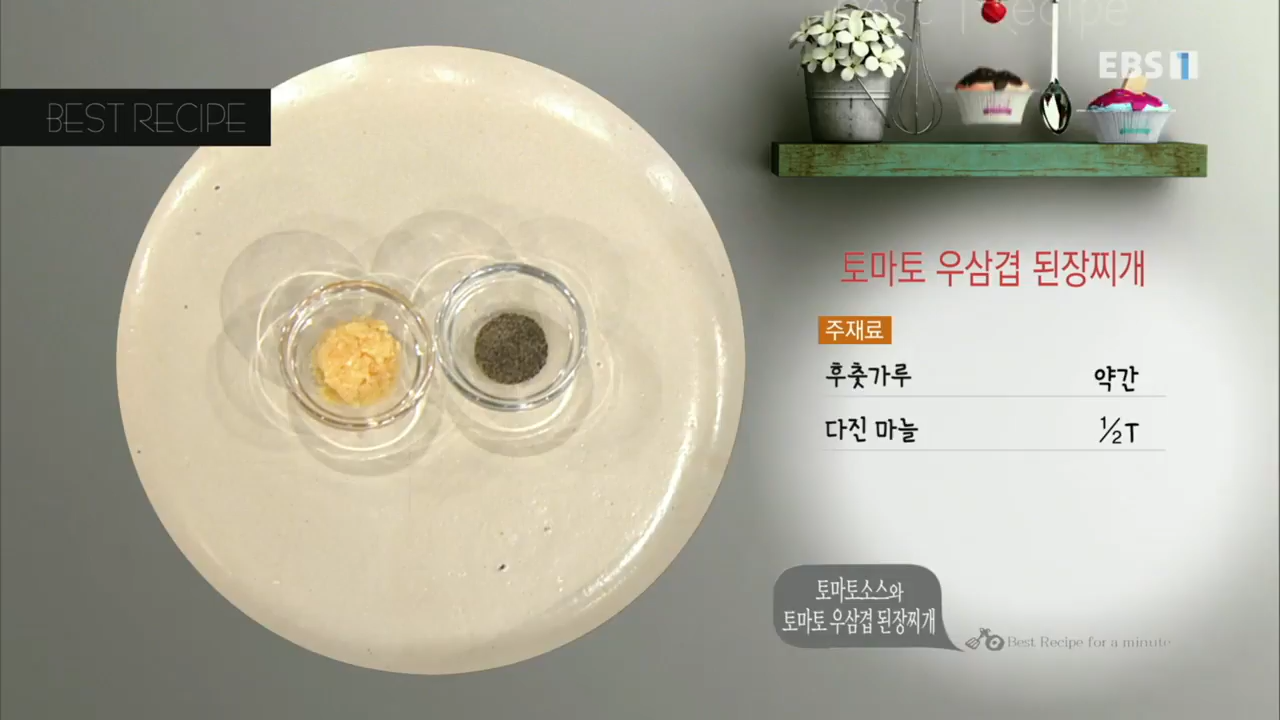 Best Recipe
EBS 1
BEST RECIPE
토마토 우삼겹 된장찌개
주재료
후춧가루 약간
다진 마늘 ½T
토마토소스와
토마토 우삼겹 된장찌개
Best Recipe for a minute